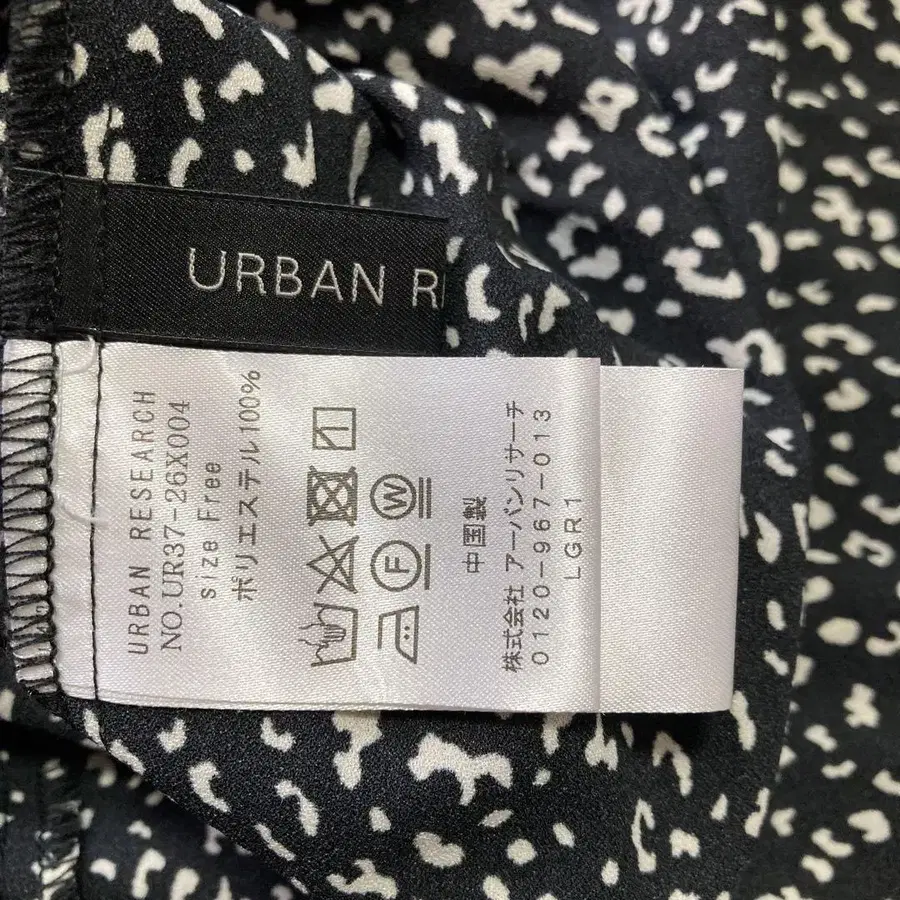 URBAN R
URBAN RESEARCH
NO.UR37-26X004
size Free
ポリエステル100%
W
F
中国製
株式会社 アーバンリサーチ
0120-967-013
LGR1